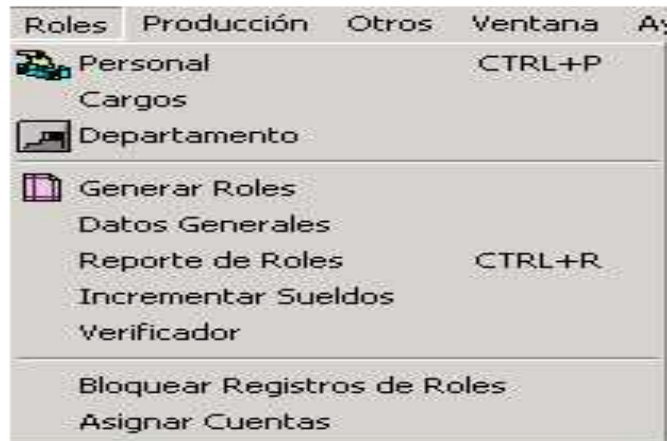 Roles Producción Otros Ventana Ay
Personal CTRL+P
Cargos
Departamento
Generar Roles
Datos Generales
Reporte de Roles CTRL+R
Incrementar Sueldos
Verificador
Bloquear Registros de Roles
Asignar Cuentas